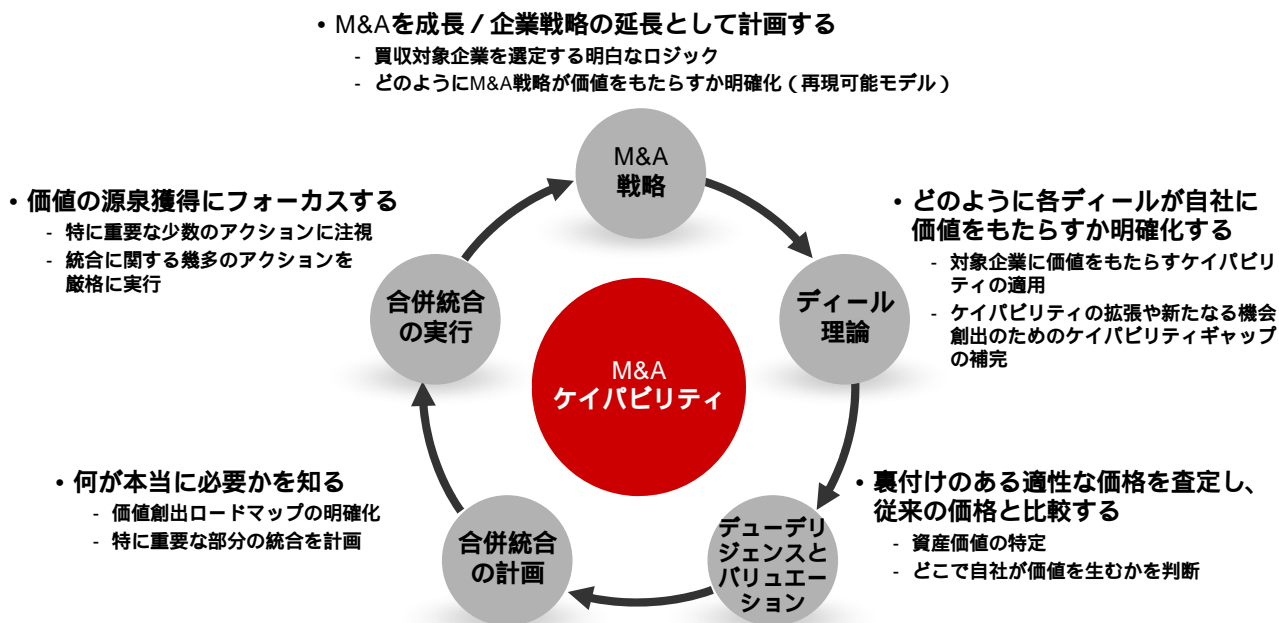 • M&Aを成長 / 企業戦略の延長として計画する
- 買収対象企業を選定する明白なロジック
- どのようにM&A戦略が価値をもたらすか明確化 ( 再現可能モデル )
M&A
戦略
• どのように各ディールが自社に
価値をもたらすか明確化する
- 対象企業に価値をもたらすケイパビリ
ティの適用
- ケイパビリティの拡張や新たなる機会
創出のためのケイパビリティギャップ
の補完
ディール
理論
• 裏付けのある適性な価格を査定し、
従来の価格と比較する
- 資産価値の特定
- どこで自社が価値を生むかを判断
デューデリ
ジェンスと
バリュエー
ション
• 何が本当に必要かを知る
- 価値創出ロードマップの明確化
- 特に重要な部分の統合を計画
合併統合
の計画
• 価値の源泉獲得にフォーカスする
- 特に重要な少数のアクションに注視
- 統合に関する幾多のアクションを
厳格に実行
合併統合
の実行
M&A
ケイパビリティ